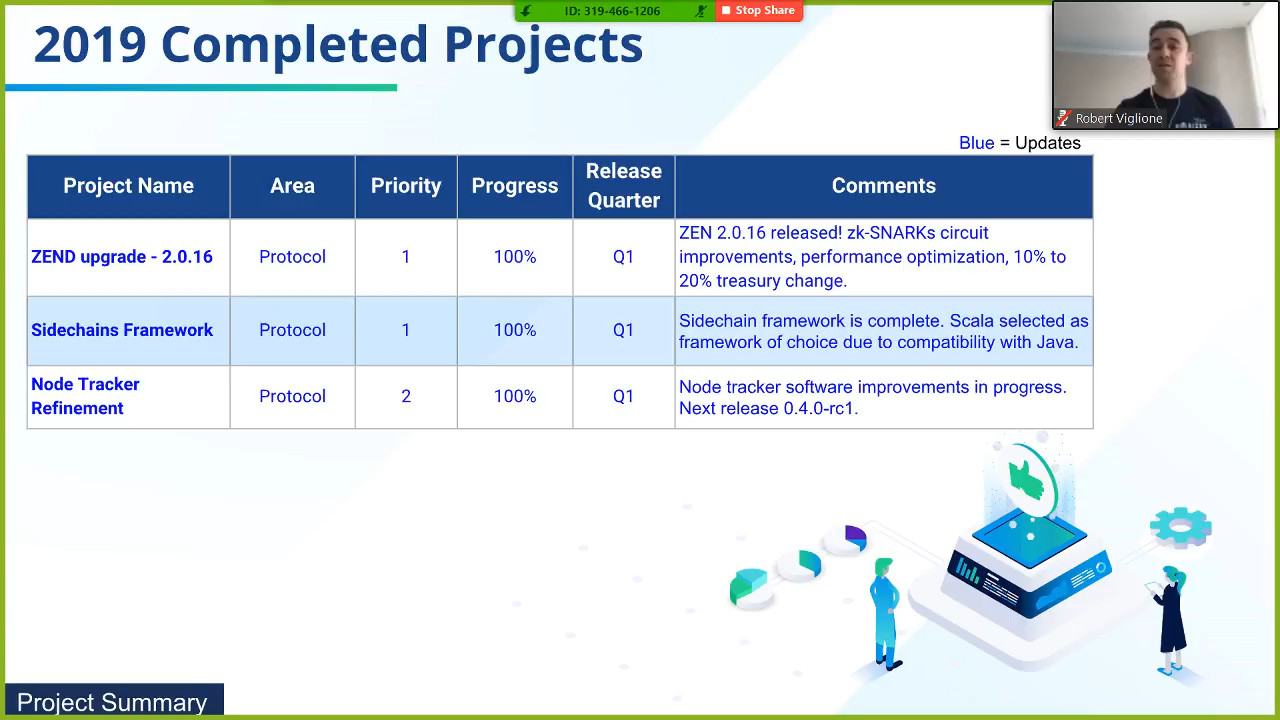 ID: 319-466-1206
Stop Share
2019 Completed Projects
Robert Viglione
Blue = Updates
Project Name
Area
Priority
Progress
Release
Quarter
Comments
ZEND upgrade - 2.0.16
Protocol
1
100%
Q1
ZEN 2.0.16 released! zk-SNARKs circuit
improvements, performance optimization, 10% to
20% treasury change.
Sidechains Framework
Protocol
1
100%
Q1
Sidechain framework is complete. Scala selected as
framework of choice due to compatibility with Java.
Node Tracker
Refinement
Protocol
2
100%
Q1
Node tracker software improvements in progress.
Next release 0.4.0-rc1.
Project Summary